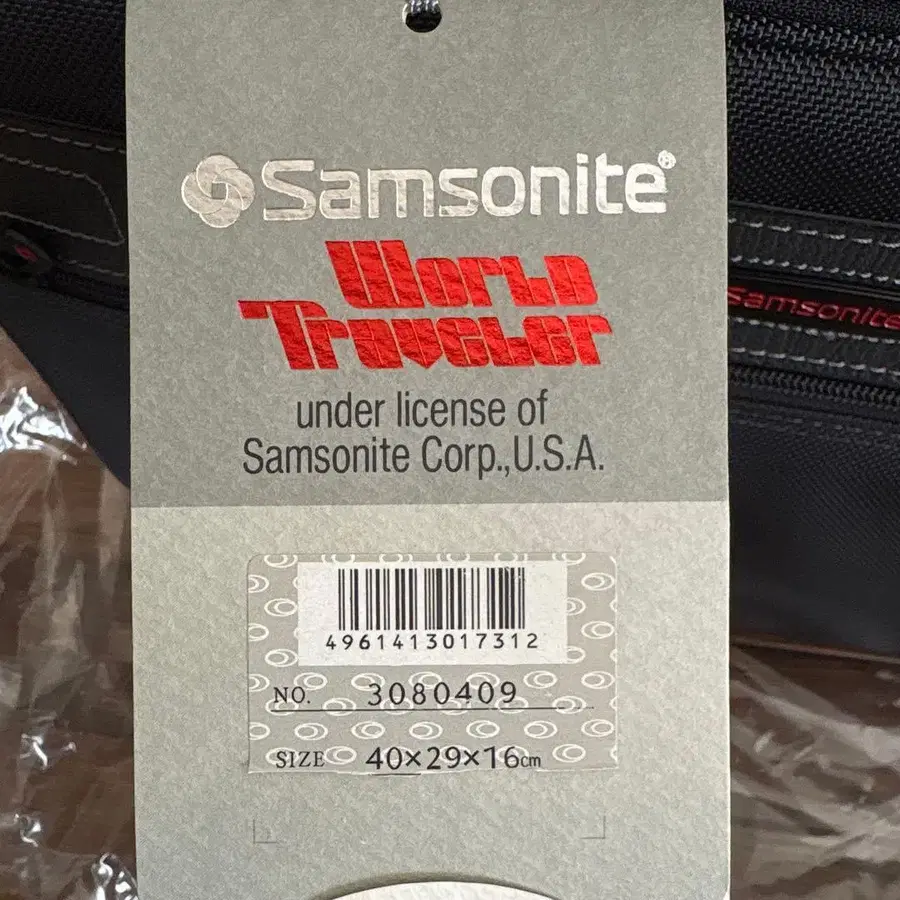 Samsonite®
World
Traveler
under license of
Samsonite Corp.,U.S.A.
Samsonite
4961413017312
NO. 3080409
SIZE 40×29×16cm